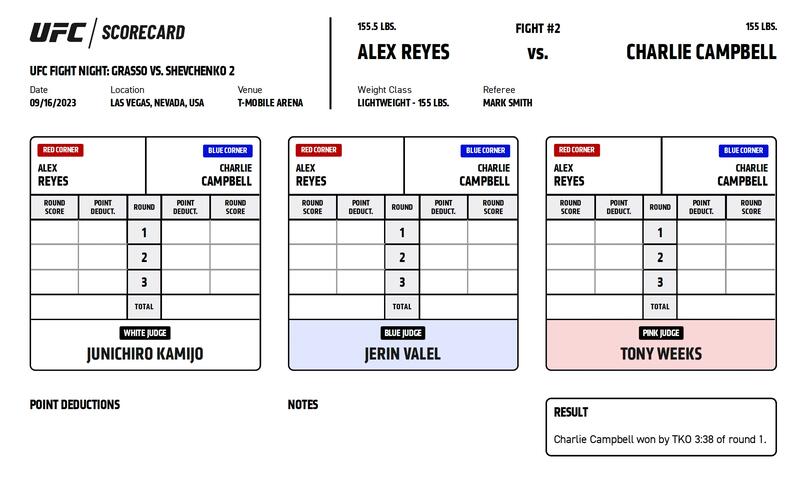 UFC / SCORECARD
UFC FIGHT NIGHT: GRASSO VS. SHEVCHENKO 2
Date Location Venue
09/16/2023 LAS VEGAS, NEVADA, USA T-MOBILE ARENA
155.5 LBS. FIGHT #2 155 LBS.
ALEX REYES vs. CHARLIE CAMPBELL
Weight Class Referee
LIGHTWEIGHT - 155 LBS. MARK SMITH
RED CORNER BLUE CORNER
ALEX CHARLIE
REYES CAMPBELL
ROUND SCORE POINT DEDUCT. ROUND POINT DEDUCT. ROUND SCORE
1
2
3
TOTAL
WHITE JUDGE
JUNICHIRO KAMIJO
RED CORNER BLUE CORNER
ALEX CHARLIE
REYES CAMPBELL
ROUND SCORE POINT DEDUCT. ROUND POINT DEDUCT. ROUND SCORE
1
2
3
TOTAL
BLUE JUDGE
JERIN VALEL
RED CORNER BLUE CORNER
ALEX CHARLIE
REYES CAMPBELL
ROUND SCORE POINT DEDUCT. ROUND POINT DEDUCT. ROUND SCORE
1
2
3
TOTAL
PINK JUDGE
TONY WEEKS
POINT DEDUCTIONS
NOTES
RESULT
Charlie Campbell won by TKO 3:38 of round 1.